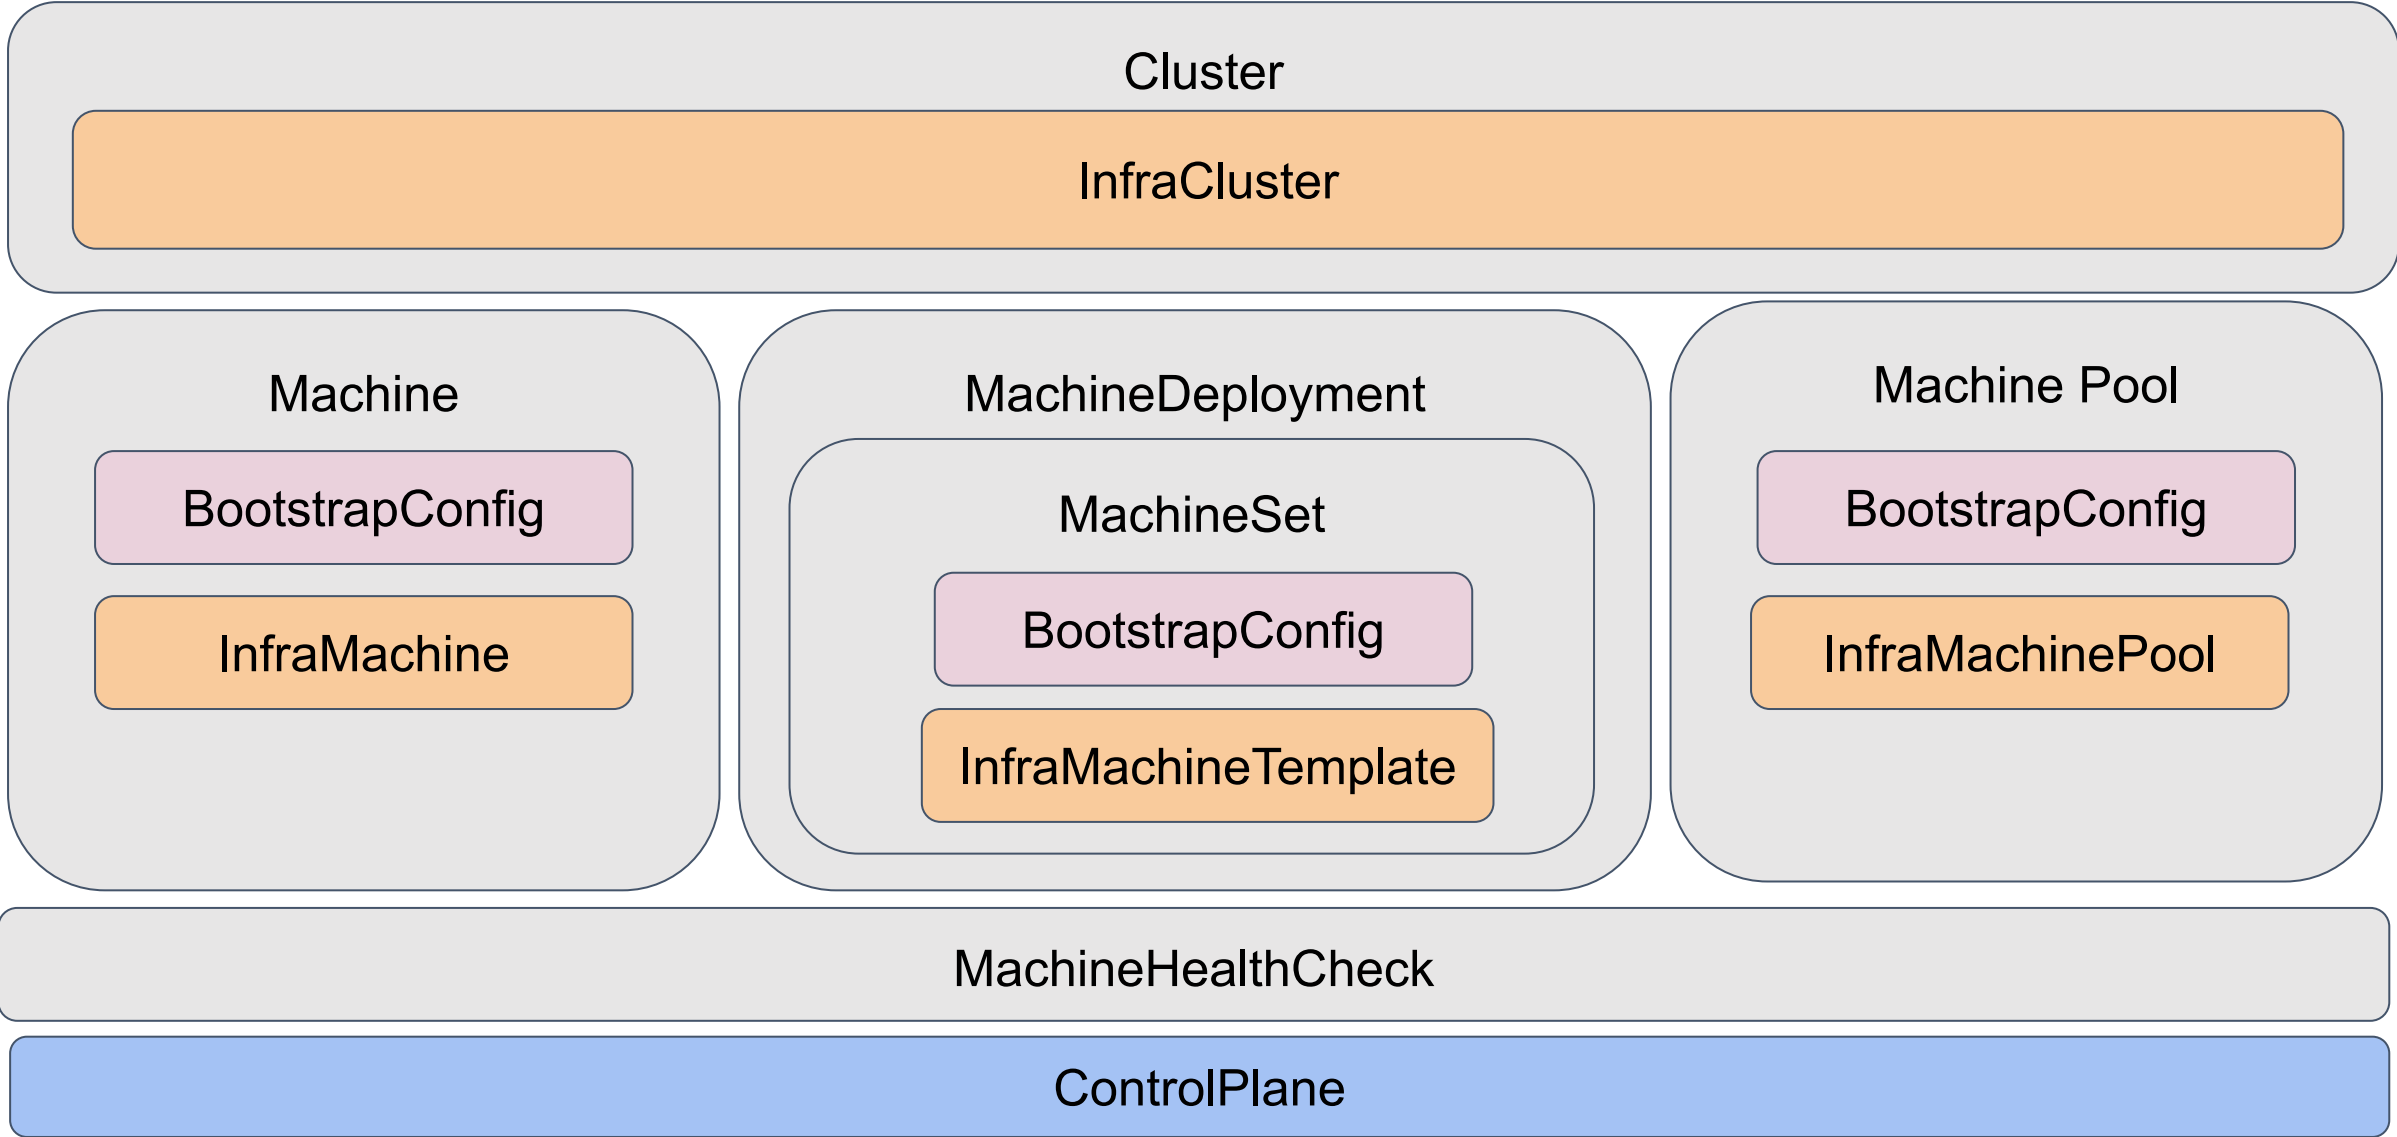 Cluster
InfraCluster
Machine
BootstrapConfig
InfraMachine
MachineDeployment
MachineSet
BootstrapConfig
InfraMachineTemplate
Machine Pool
BootstrapConfig
InfraMachinePool
MachineHealthCheck
ControlPlane